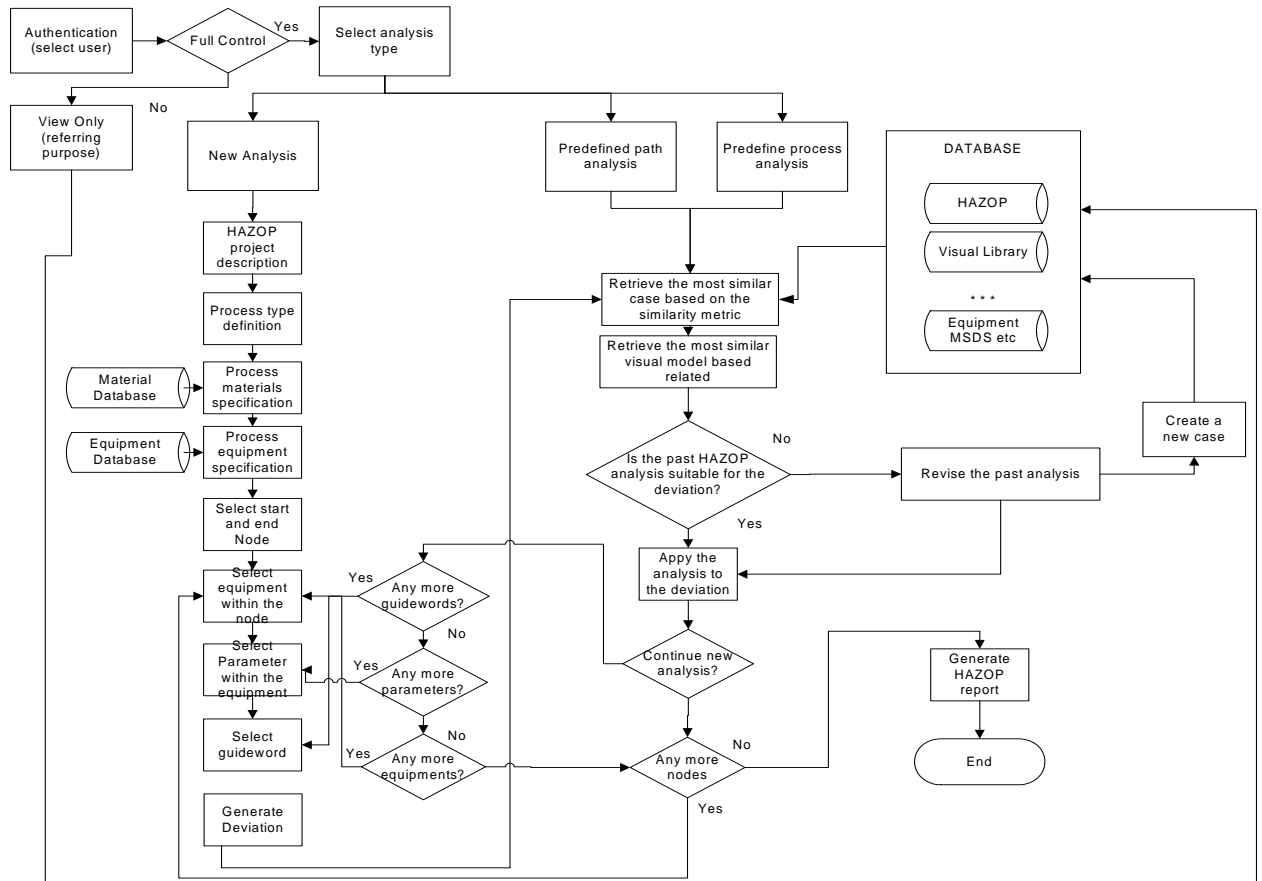 Authentication
(select user)
Full Control
Yes
Select analysis
type
No
View Only
(referring
purpose)
New Analysis
Predefined path
analysis
Predefine process
analysis
DATABASE
HAZOP
Visual Library
* * *
Equipment
MSDS etc
HAZOP
project
description
Process type
definition
Material
Database
Process
materials
specification
Equipment
Database
Process
equipment
specification
Select start
and end
Node
Select
equipment
within the
node
Select
Parameter
within the
equipment
Select
guideword
Generate
Deviation
Retrieve the most similar
case based on the
similarity metric
Retrieve the most similar
visual model based
related
Is the past HAZOP
analysis suitable for the
deviation?
No
Revise the past analysis
Create a
new case
Yes
Appy the
analysis to
the deviation
Yes
Any more
guidewords?
No
Yes
Any more
parameters?
No
Yes
Any more
equipments?
Continue new
analysis?
Any more
nodes
No
Yes
Generate
HAZOP
report
End